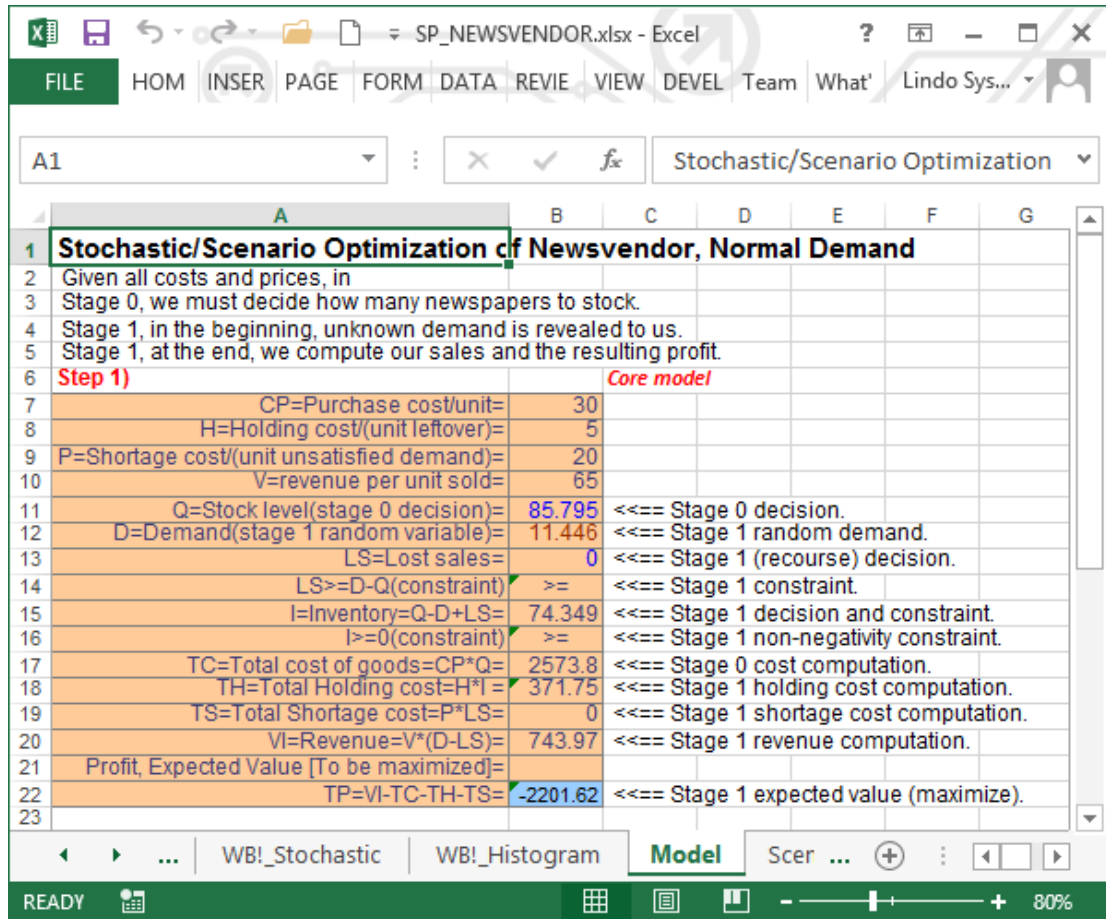 SP_NEWSVENDOR.xlsx - Excel ?
FILE HOM INSER PAGE FORM DATA REVIE VIEW DEVEL Team What' Lindo Sys...
A1 fx Stochastic/Scenario Optimization
A B C D E F G
1 Stochastic/Scenario Optimization of Newsvendor, Normal Demand
2 Given all costs and prices, in
3 Stage 0, we must decide how many newspapers to stock.
4 Stage 1, in the beginning, unknown demand is revealed to us.
5 Stage 1, at the end, we compute our sales and the resulting profit.
6 Step 1) Core model
7 CP=Purchase cost/unit= 30
8 H=Holding cost/(unit leftover)= 5
9 P=Shortage cost/(unit unsatisfied demand)= 20
10 V=revenue per unit sold= 65
11 Q=Stock level(stage 0 decision)= 85.795 <<== Stage 0 decision.
12 D=Demand(stage 1 random variable)= 11.446 <<== Stage 1 random demand.
13 LS=Lost sales= 0 <<== Stage 1 (recourse) decision.
14 LS>=D-Q(constraint) >= <<== Stage 1 constraint.
15 I=Inventory=Q-D+LS= 74.349 <<== Stage 1 decision and constraint.
16 I>=0(constraint) >= <<== Stage 1 non-negativity constraint.
17 TC=Total cost of goods=CP*Q= 2573.8 <<== Stage 0 cost computation.
18 TH=Total Holding cost=H*I = 371.75 <<== Stage 1 holding cost computation.
19 TS=Total Shortage cost=P*LS= 0 <<== Stage 1 shortage cost computation.
20 VI=Revenue=V*(D-LS)= 743.97 <<== Stage 1 revenue computation.
21 Profit, Expected Value [To be maximized]=
22 TP=VI-TC-TH-TS= -2201.62 <<== Stage 1 expected value (maximize).
23
... WB!_Stochastic WB!_Histogram Model Scer ...
READY 80%